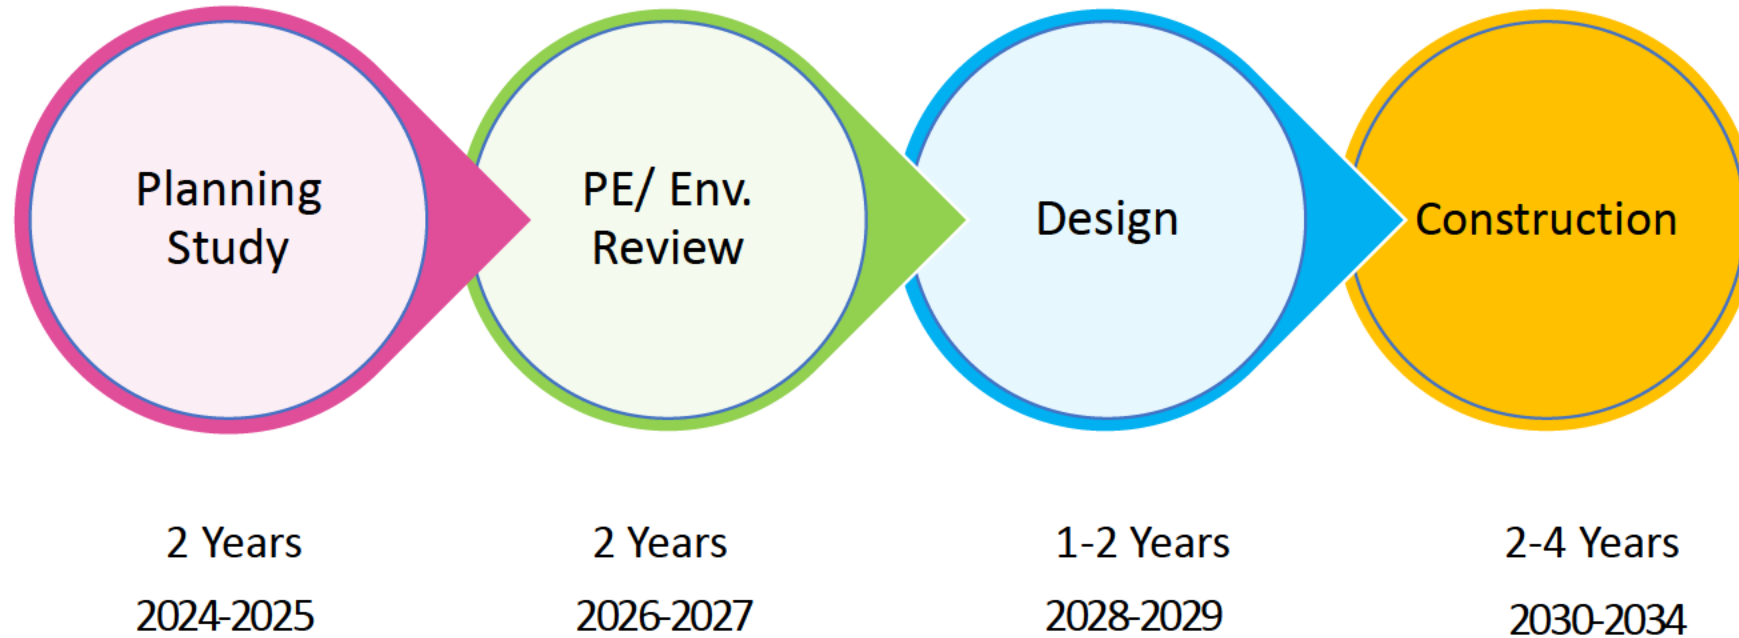 Planning
Study
PE/ Env.
Review
Design
Construction
2 Years
2 Years
1-2 Years
2-4 Years
2024-2025
2026-2027
2028-2029
2030-2034